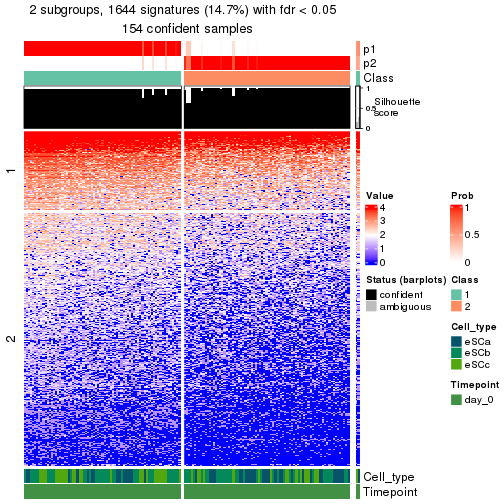 2 subgroups, 1644 signatures (14.7%) with fdr < 0.05
154 confident samples
p1
p2
Class
1
0.5
0
Silhouette
score
1
2
Value
4
3
2
1
0
Prob
1
0.5
0
Status (barplots)
confident
ambiguous
Class
1
2
Cell_type
eSCa
eSCb
eSCc
Timepoint
day_0
Cell_type
Timepoint